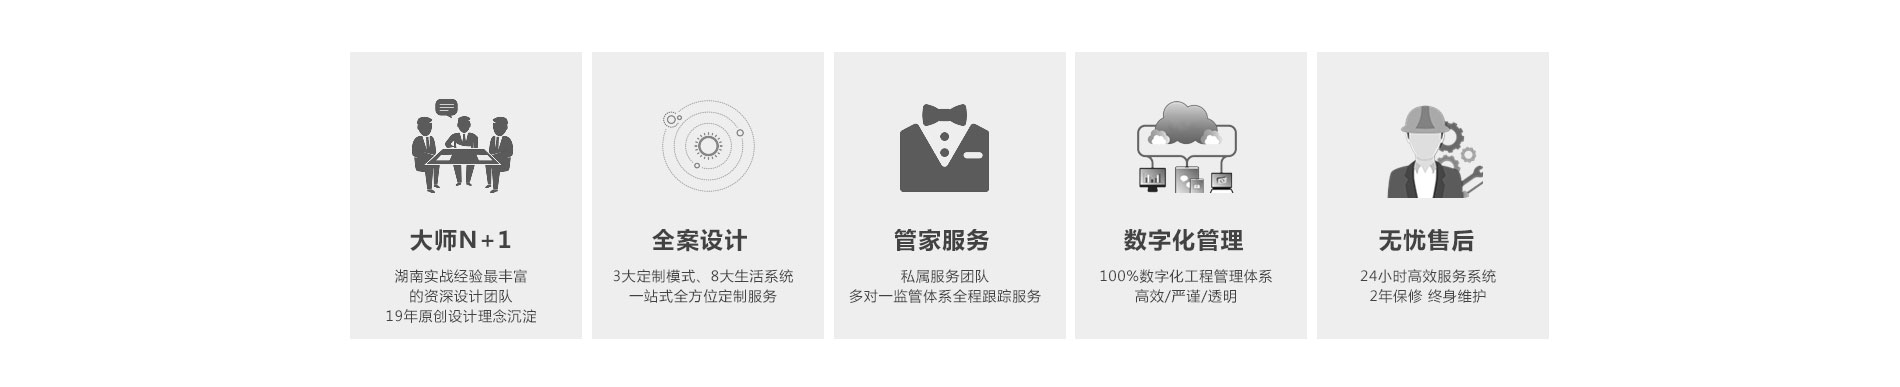 大师N+1
湖南实战经验最丰富
的资深设计团队
19年原创设计理念沉淀
全案设计
3大定制模式、8大生活系统
一站式全方位定制服务
管家服务
私属服务团队
多对一监管体系全程跟踪服务
数字化管理
100%数字化工程管理体系
高效/严谨/透明
无忧售后
24小时高效服务系统
2年保修 终身维护